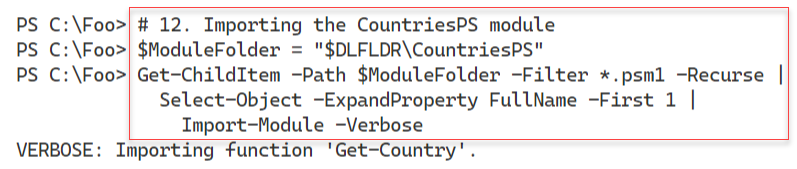 PS C:\Foo> # 12. Importing the CountriesPS module
PS C:\Foo> $ModuleFolder = "$DLFLDR\CountriesPS"
PS C:\Foo> Get-ChildItem -Path $ModuleFolder -Filter *.psm1 -Recurse |
Select-Object -ExpandProperty FullName -First 1 |
Import-Module -Verbose
VERBOSE: Importing function 'Get-Country'.